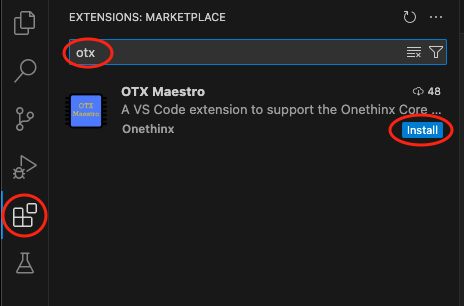 EXTENSIONS: MARKETPLACE
otx
OTX
Maestro
OTX Maestro
48
A VS Code extension to support the Onethinx Core ...
Onethinx
Install